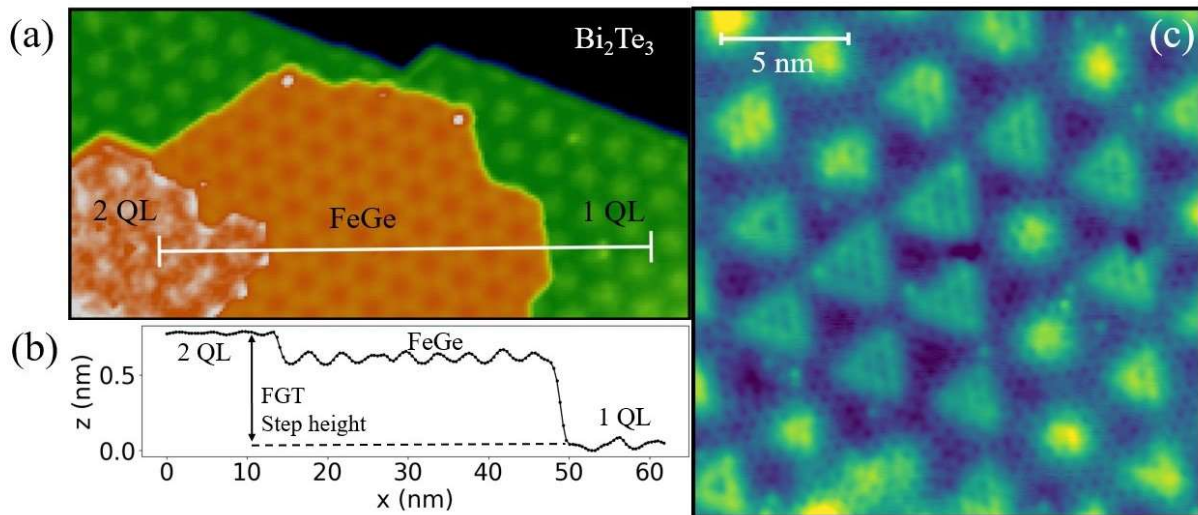 (a)
Bi₂Te₃
2 QL
FeGe
1 QL
(b)
z (nm)
0.5
0.0
2 QL
FeGe
FGT
Step height
1 QL
0 10 20 30 40 50 60
x (nm)
(c)
5 nm